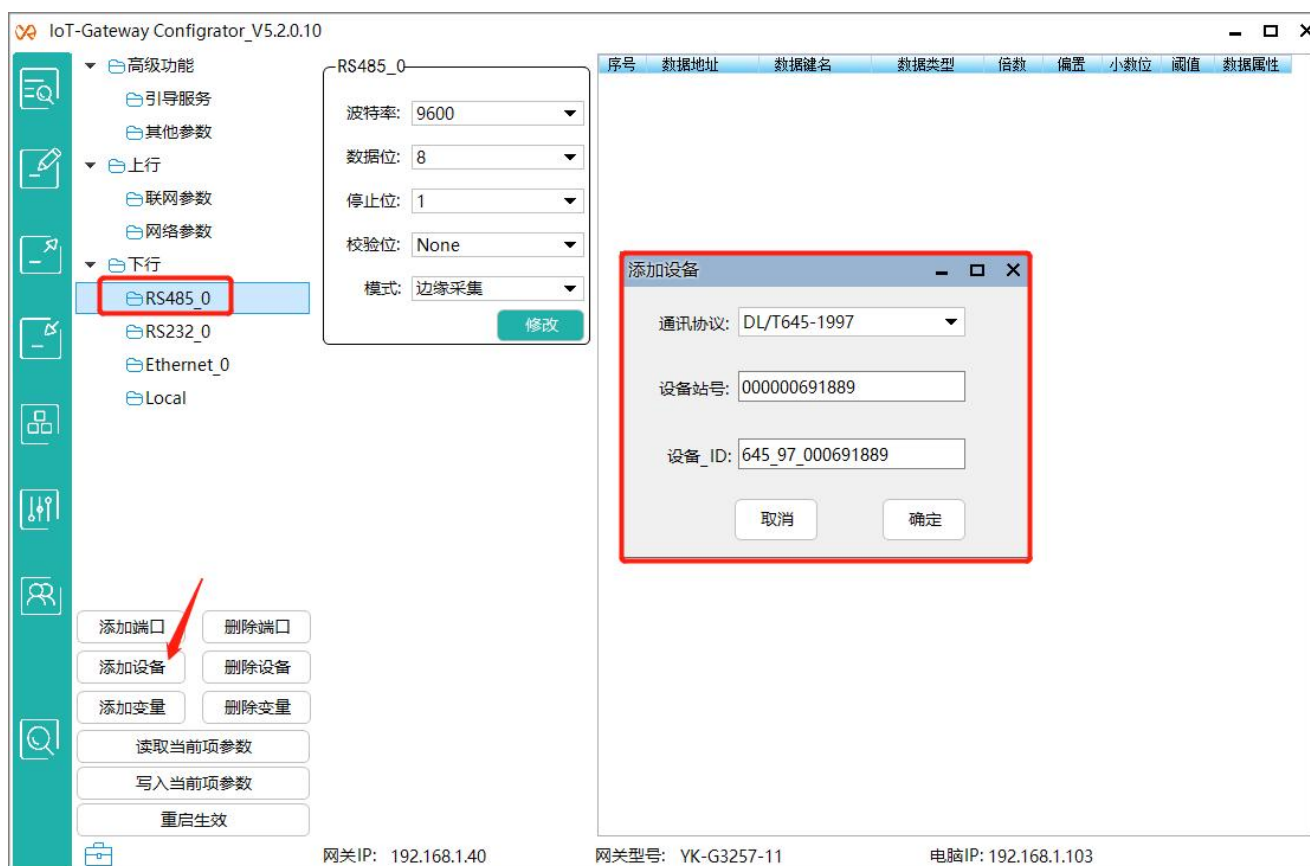 IoT-Gateway Configrator_V5.2.0.10
高级功能
引导服务
其他参数
上行
联网参数
网络参数
下行
RS485_0
RS232_0
Ethernet_0
Local
添加端口 删除端口
添加设备 删除设备
添加变量 删除变量
读取当前项参数
写入当前项参数
重启生效
RS485_0
波特率: 9600
数据位: 8
停止位: 1
校验位: None
模式: 边缘采集
修改
序号 数据地址 数据键名 数据类型 倍数 偏置 小数位 阈值 数据属性
添加设备
通讯协议: DL/T645-1997
设备站号: 000000691889
设备_ID: 645_97_000691889
取消 确定
网关IP: 192.168.1.40 网关型号: YK-G3257-11 电脑IP: 192.168.1.103